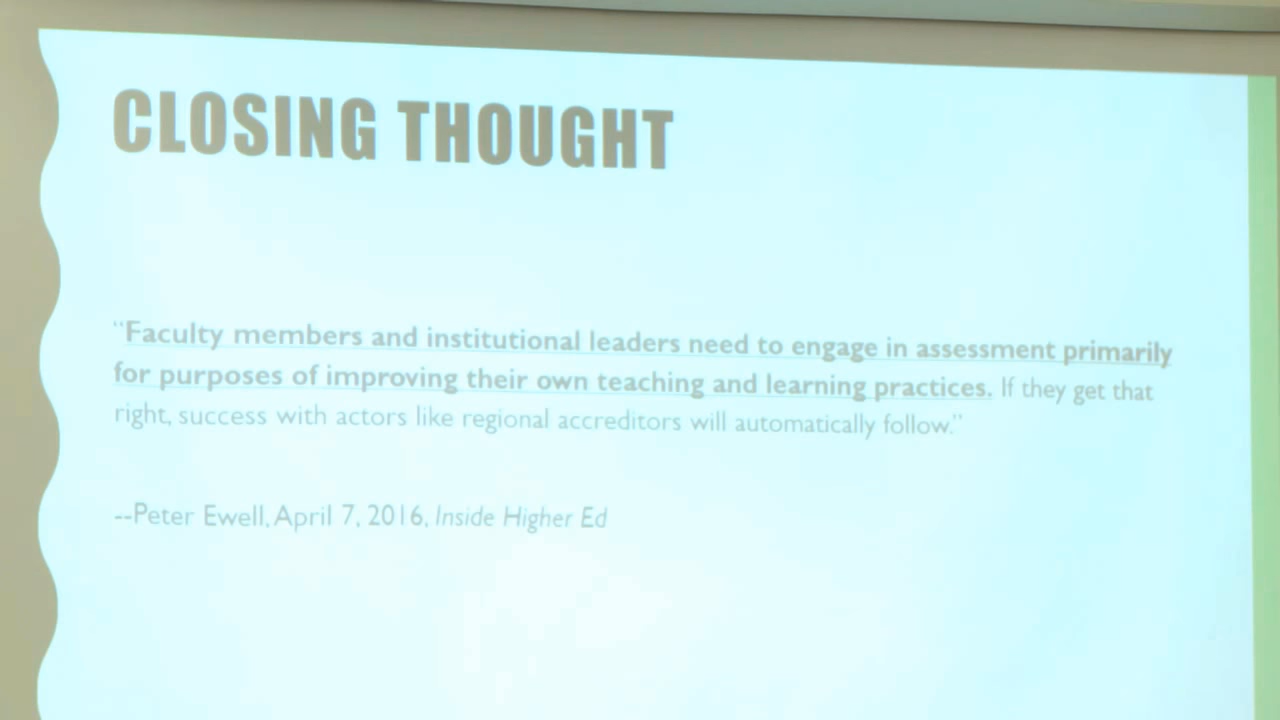 CLOSING THOUGHT
“Faculty members and institutional leaders need to engage in assessment primarily
for purposes of improving their own teaching and learning practices. If they get that
right, success with actors like regional accreditors will automatically follow.”
--Peter Ewell, April 7, 2016, Inside Higher Ed